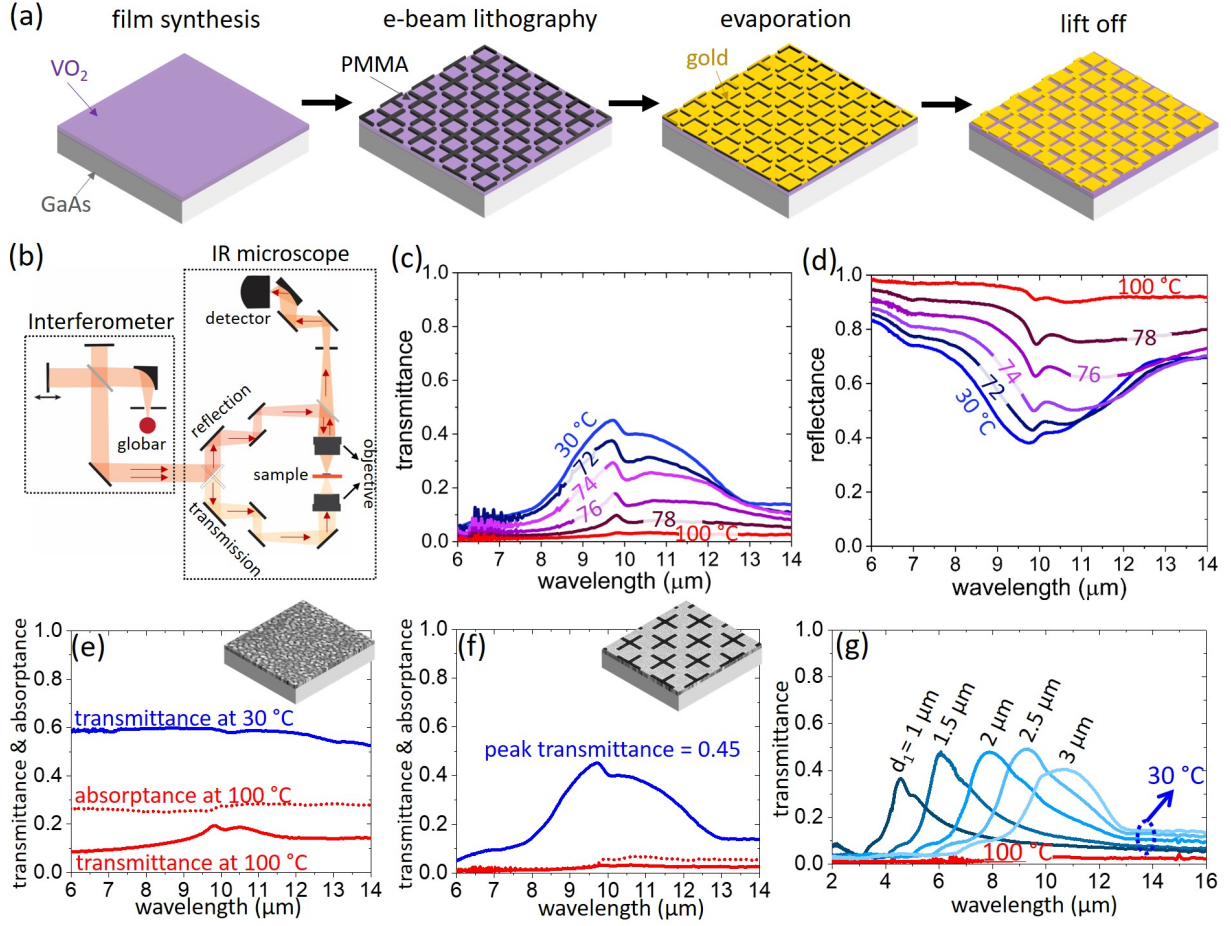 (a)
film synthesis
e-beam lithography
evaporation
lift off
VO2
PMMA
gold
GaAs
(b)
IR microscope
detector
Interferometer
globar
reflection
sample
objective
transmission
(c)
1.0
0.8
0.6
0.4
0.2
0.0
transmittance
30 °C
72
74
76
78
100 °C
6 7 8 9 10 11 12 13 14
wavelength (μm)
(d)
1.0
0.8
0.6
0.4
0.2
0.0
reflectance
100 °C
78
76
74
72
30 °C
6 7 8 9 10 11 12 13 14
wavelength (μm)
(e)
1.0
0.8
0.6
0.4
0.2
0.0
transmittance & absorptance
transmittance at 30 °C
absorptance at 100 °C
transmittance at 100 °C
6 7 8 9 10 11 12 13 14
wavelength (μm)
(f)
1.0
0.8
0.6
0.4
0.2
0.0
transmittance & absorptance
peak transmittance = 0.45
6 7 8 9 10 11 12 13 14
wavelength (μm)
(g)
1.0
0.8
0.6
0.4
0.2
0.0
transmittance
d1 = 1 μm
1.5 μm
2 μm
2.5 μm
3 μm
30 °C
100 °C
2 4 6 8 10 12 14 16
wavelength (μm)